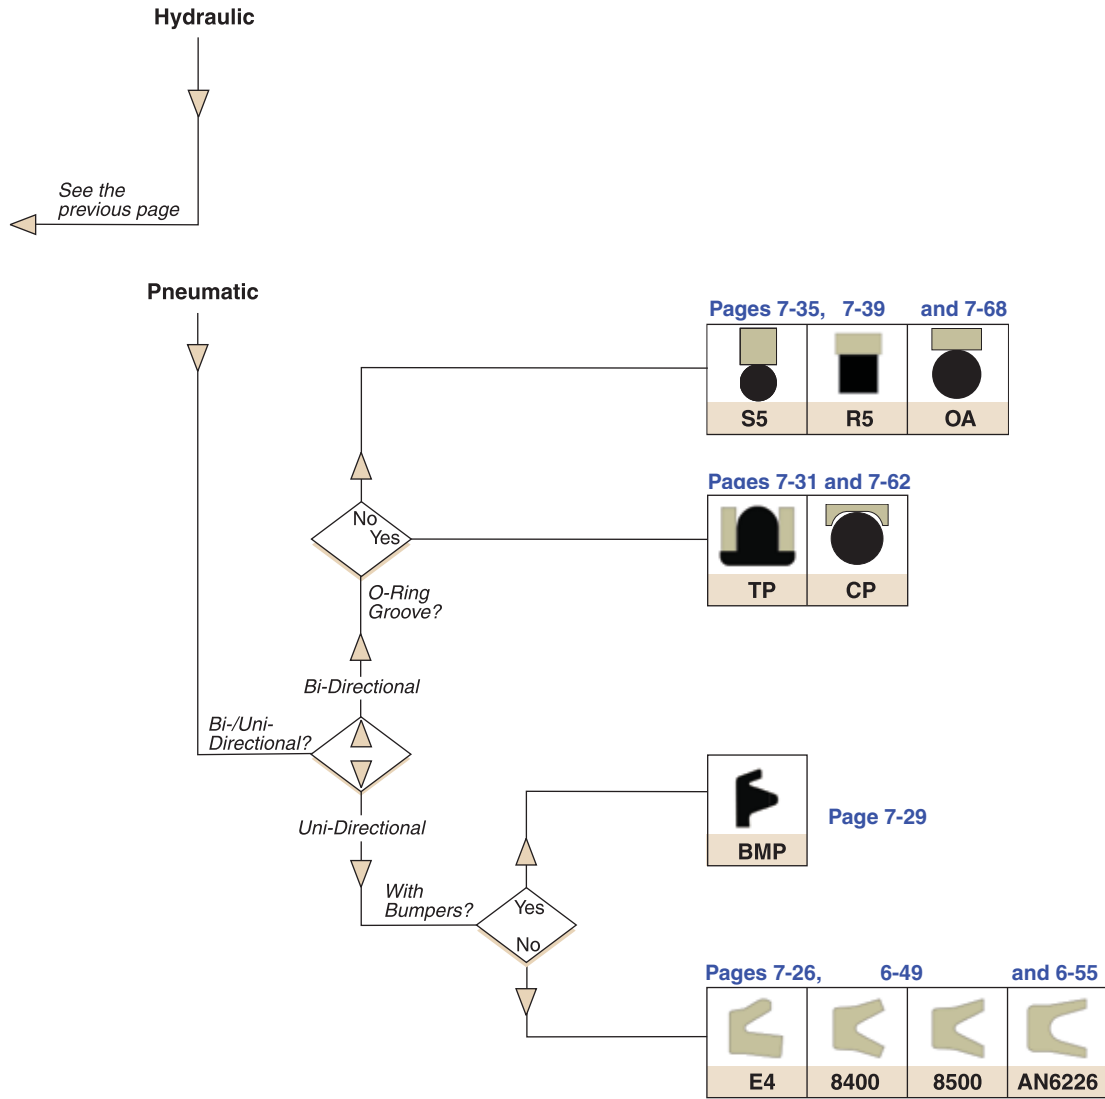 Hydraulic
See the
previous page
Pneumatic
Pages 7-35, 7-39 and 7-68
S5 R5 OA
No
Yes
Pages 7-31 and 7-62
TP CP
O-Ring
Groove?
Bi-Directional
Bi-/Uni-
Directional?
Uni-Directional
BMP
Page 7-29
With
Bumpers?
Yes
No
Pages 7-26, 6-49 and 6-55
E4 8400 8500 AN6226